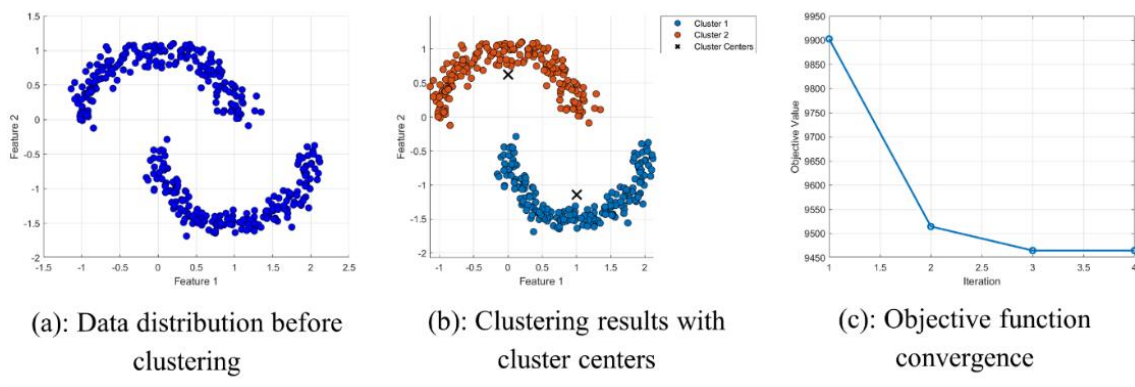 1.5
1
0.5
0
-0.5
-1
-1.5
-2
Feature 2
-1.5 -1 -0.5 0 0.5 1 1.5 2 2.5
Feature 1
(a): Data distribution before
clustering
1
0.5
0
-0.5
-1
-1.5
-2
Feature 2
-1 -0.5 0 0.5 1 1.5 2
Feature 1
Cluster 1
Cluster 2
Cluster Centers
(b): Clustering results with
cluster centers
9950
9900
9850
9800
9750
9700
9650
9600
9550
9500
9450
Objective Value
1 1.5 2 2.5 3 3.5 4
Iteration
(c): Objective function
convergence